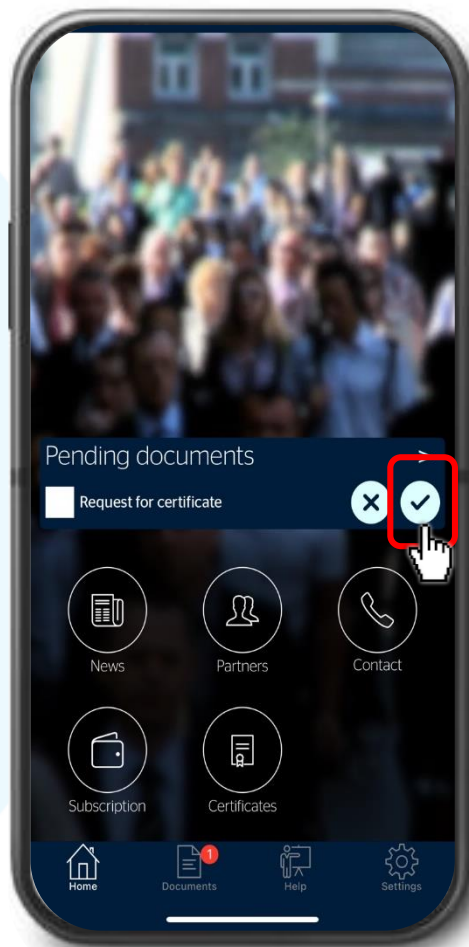 Pending documents >
Request for certificate
News Partners Contact
Subscription Certificates
1
Home Documents Help Settings